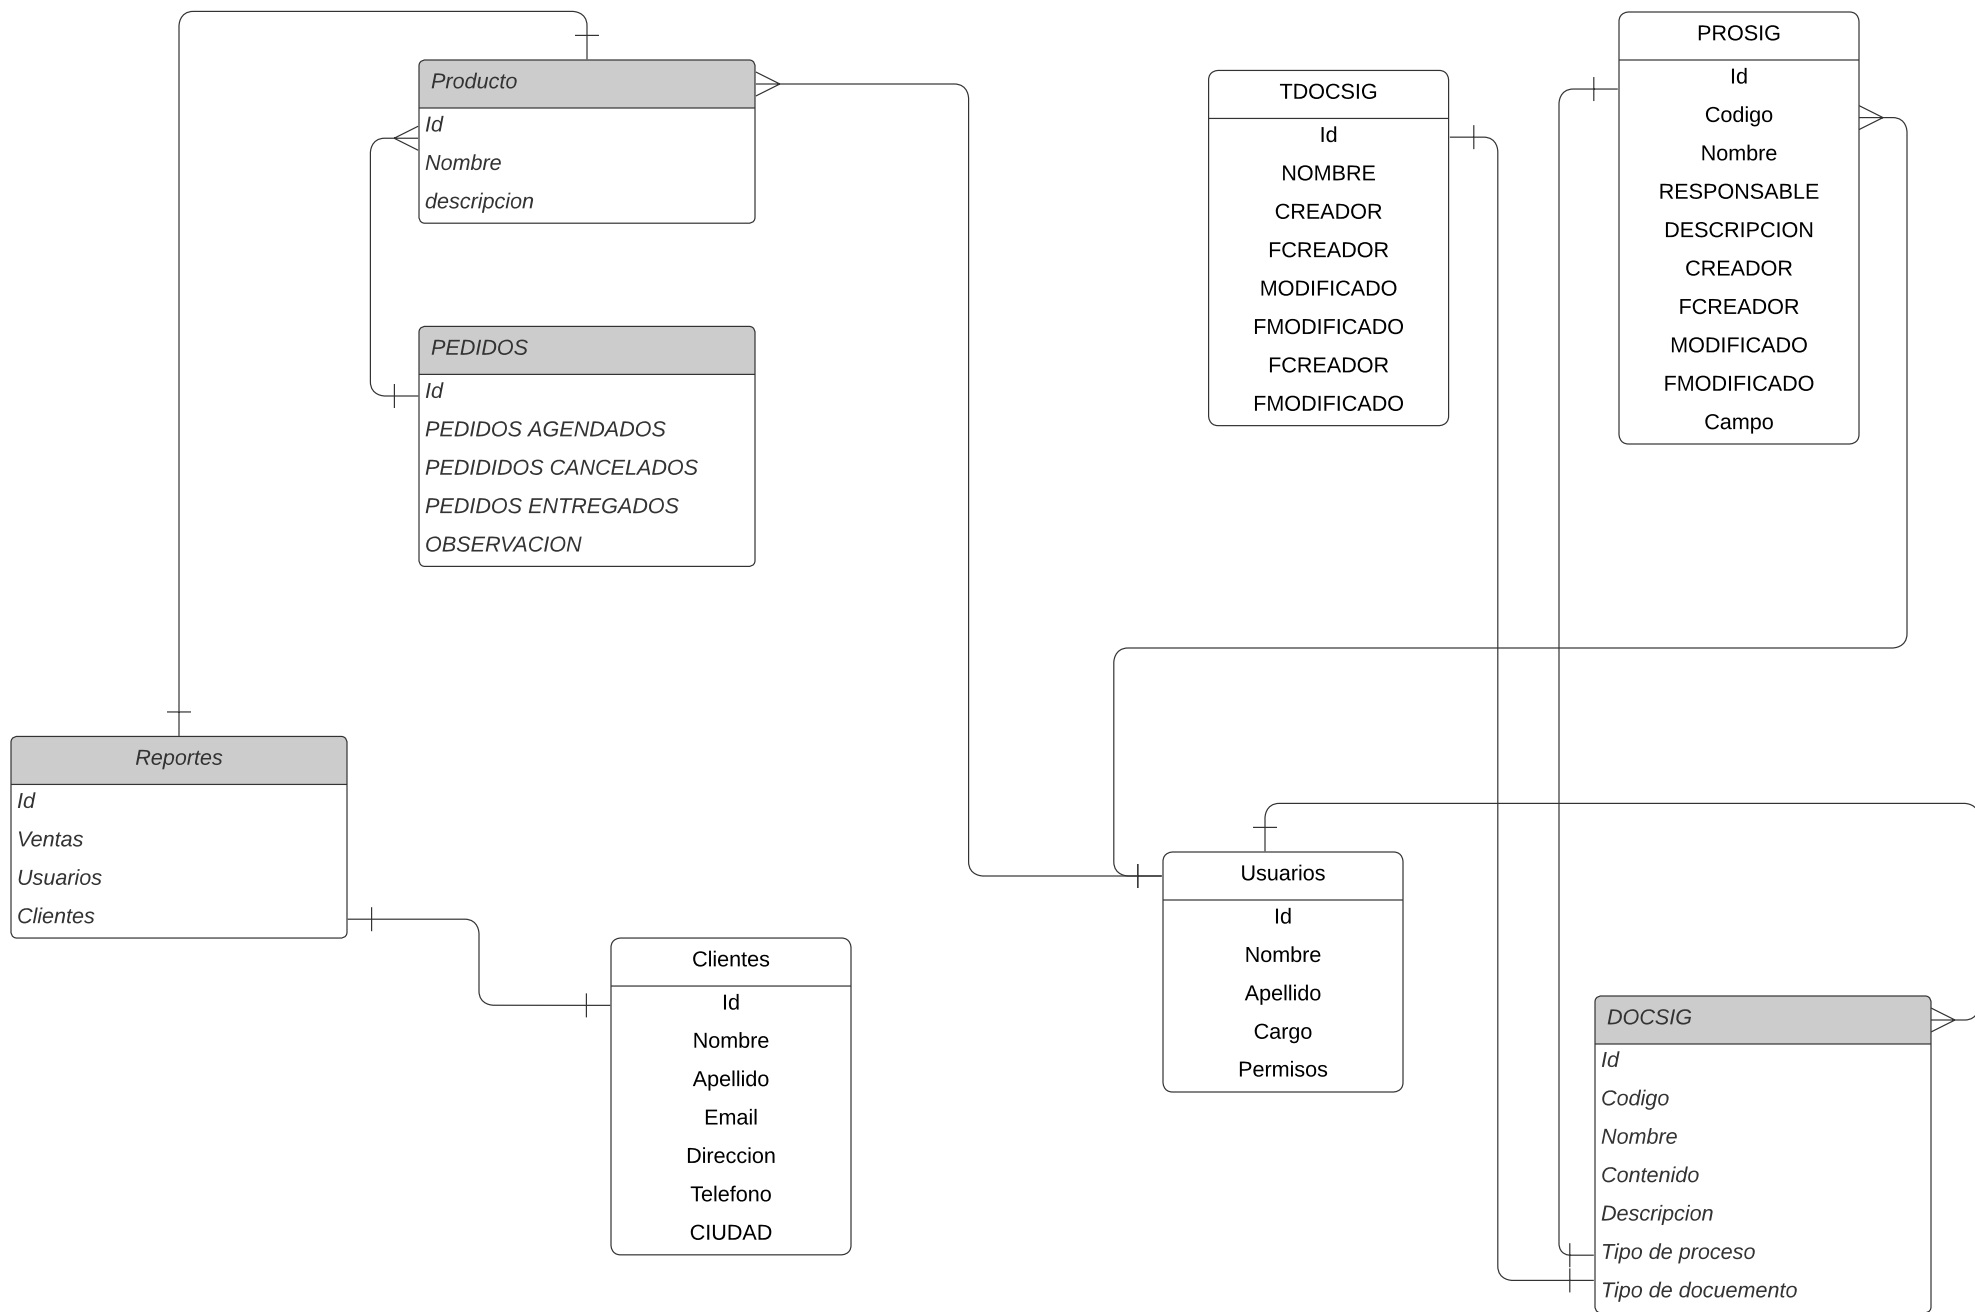 Producto
Id
Nombre
descripcion
PEDIDOS
Id
PEDIDOS AGENDADOS
PEDIDIDOS CANCELADOS
PEDIDOS ENTREGADOS
OBSERVACION
TDOCSIG
Id
NOMBRE
CREADOR
FCREADOR
MODIFICADO
FMODIFICADO
FCREADOR
FMODIFICADO
PROSIG
Id
Codigo
Nombre
RESPONSABLE
DESCRIPCION
CREADOR
FCREADOR
MODIFICADO
FMODIFICADO
Campo
Reportes
Id
Ventas
Usuarios
Clientes
Clientes
Id
Nombre
Apellido
Email
Direccion
Telefono
CIUDAD
Usuarios
Id
Nombre
Apellido
Cargo
Permisos
DOCSIG
Id
Codigo
Nombre
Contenido
Descripcion
Tipo de proceso
Tipo de docuemento